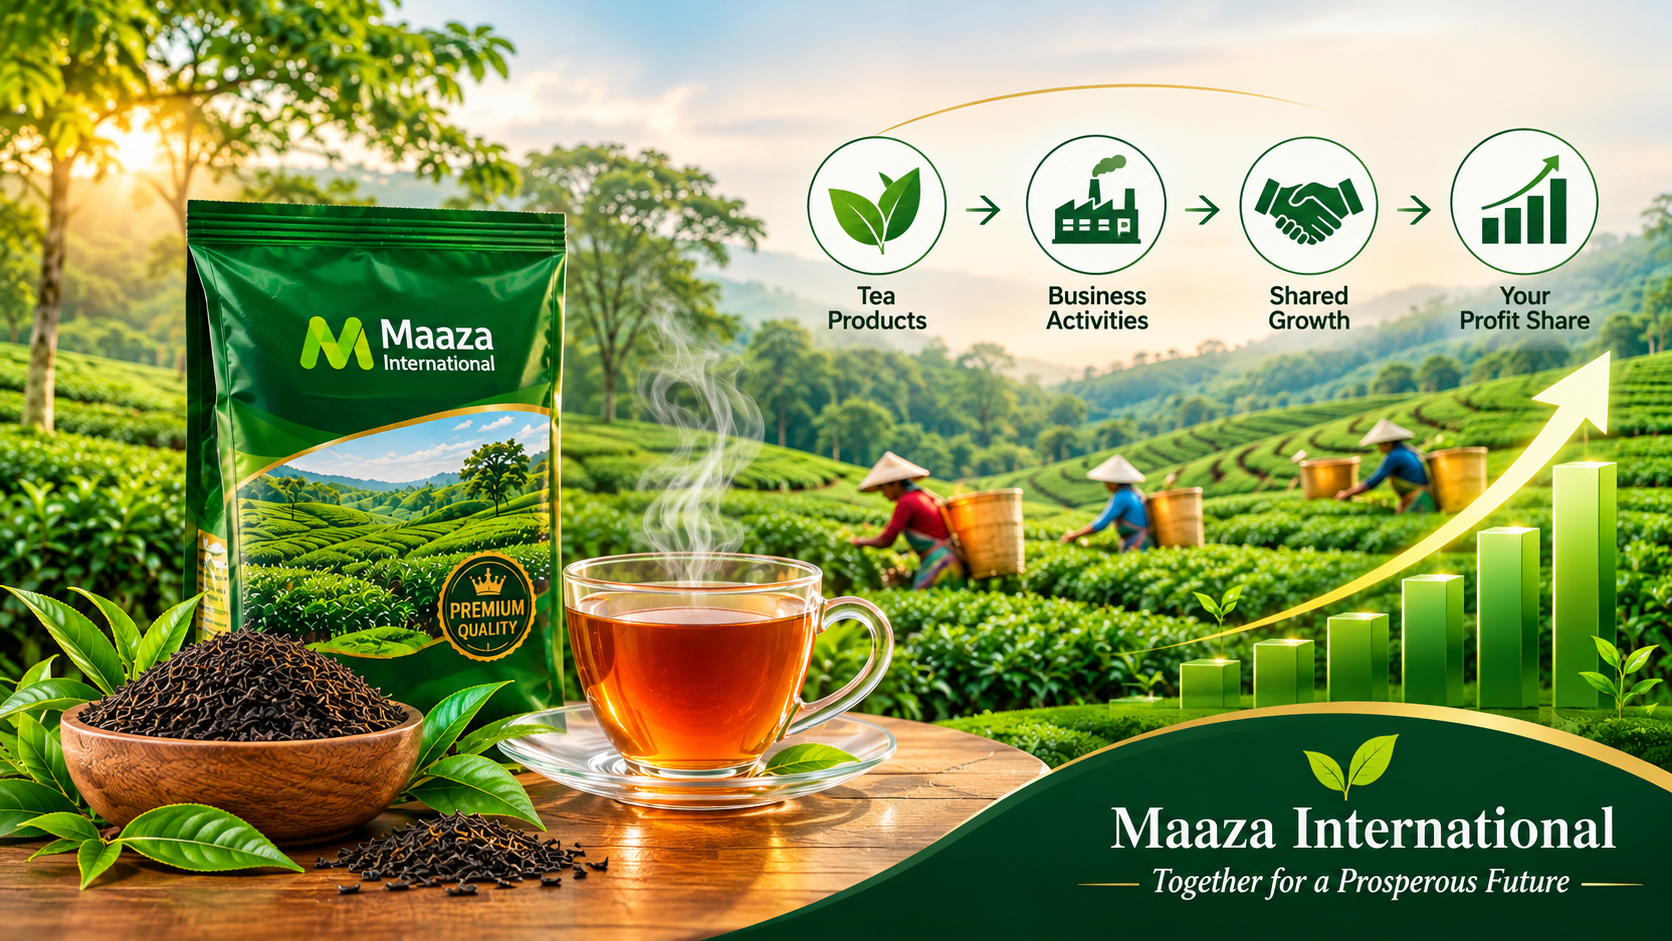 Maaza
International
PREMIUM
QUALITY
Tea
Products
Business
Activities
Shared
Growth
Your
Profit Share
Maaza International
Together for a Prosperous Future